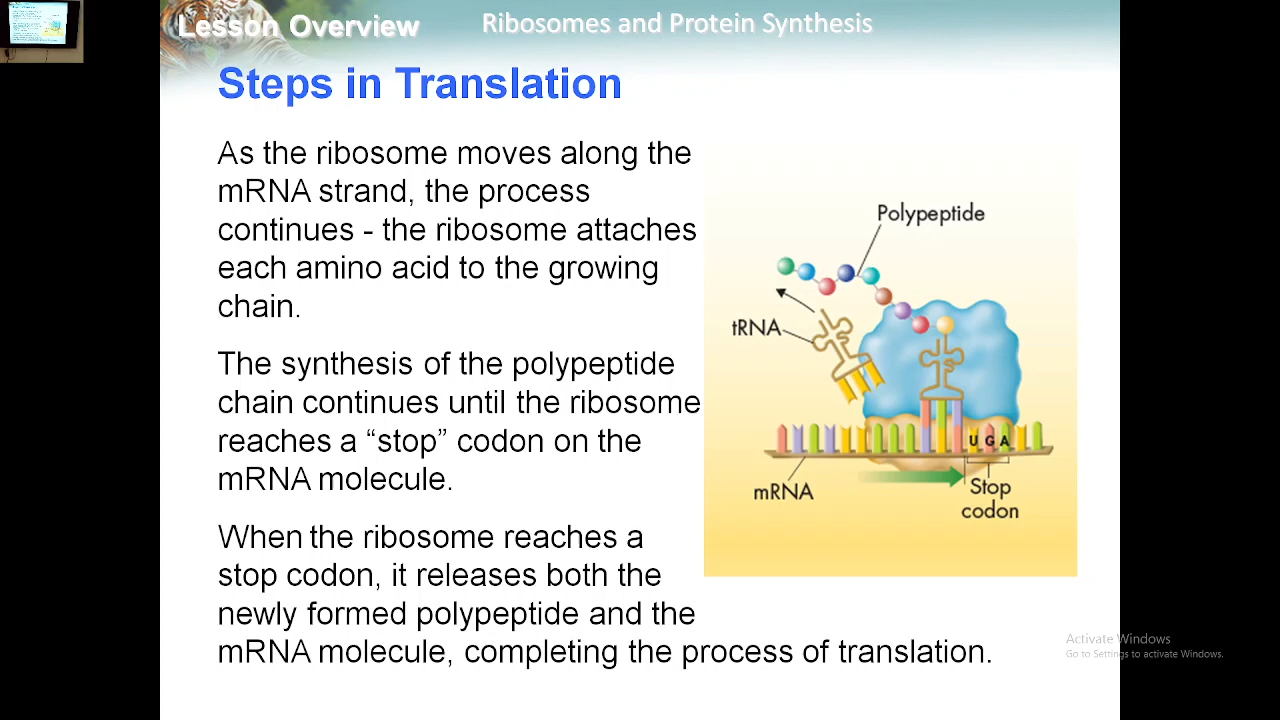 Lesson Overview
Ribosomes and Protein Synthesis
Steps in Translation
As the ribosome moves along the
mRNA strand, the process
continues - the ribosome attaches
each amino acid to the growing
chain.
The synthesis of the polypeptide
chain continues until the ribosome
reaches a “stop” codon on the
mRNA molecule.
When the ribosome reaches a
stop codon, it releases both the
newly formed polypeptide and the
mRNA molecule, completing the process of translation.
Polypeptide
tRNA
U G A
mRNA
Stop
codon
Activate Windows
Go to Settings to activate Windows.